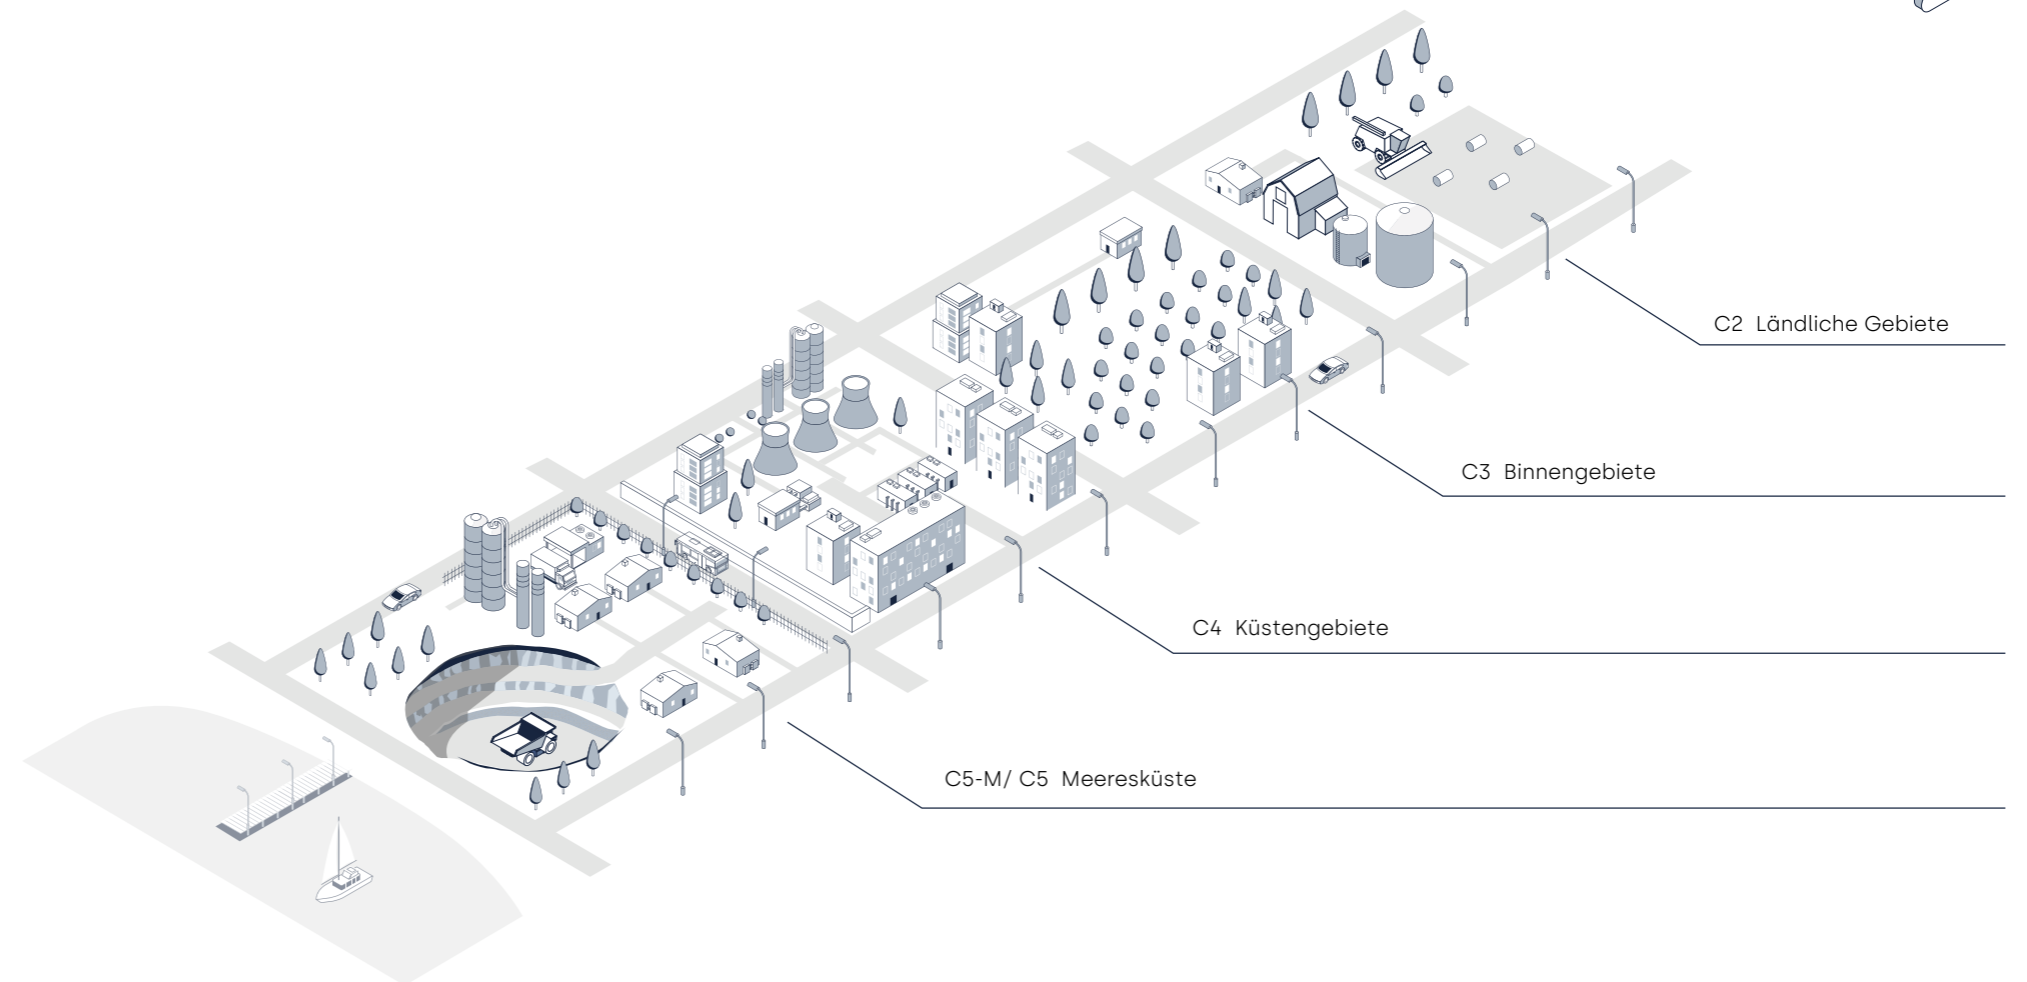 C2 Ländliche Gebiete
C3 Binnengebiete
C4 Küstengebiete
C5-M/ C5 Meeresküste